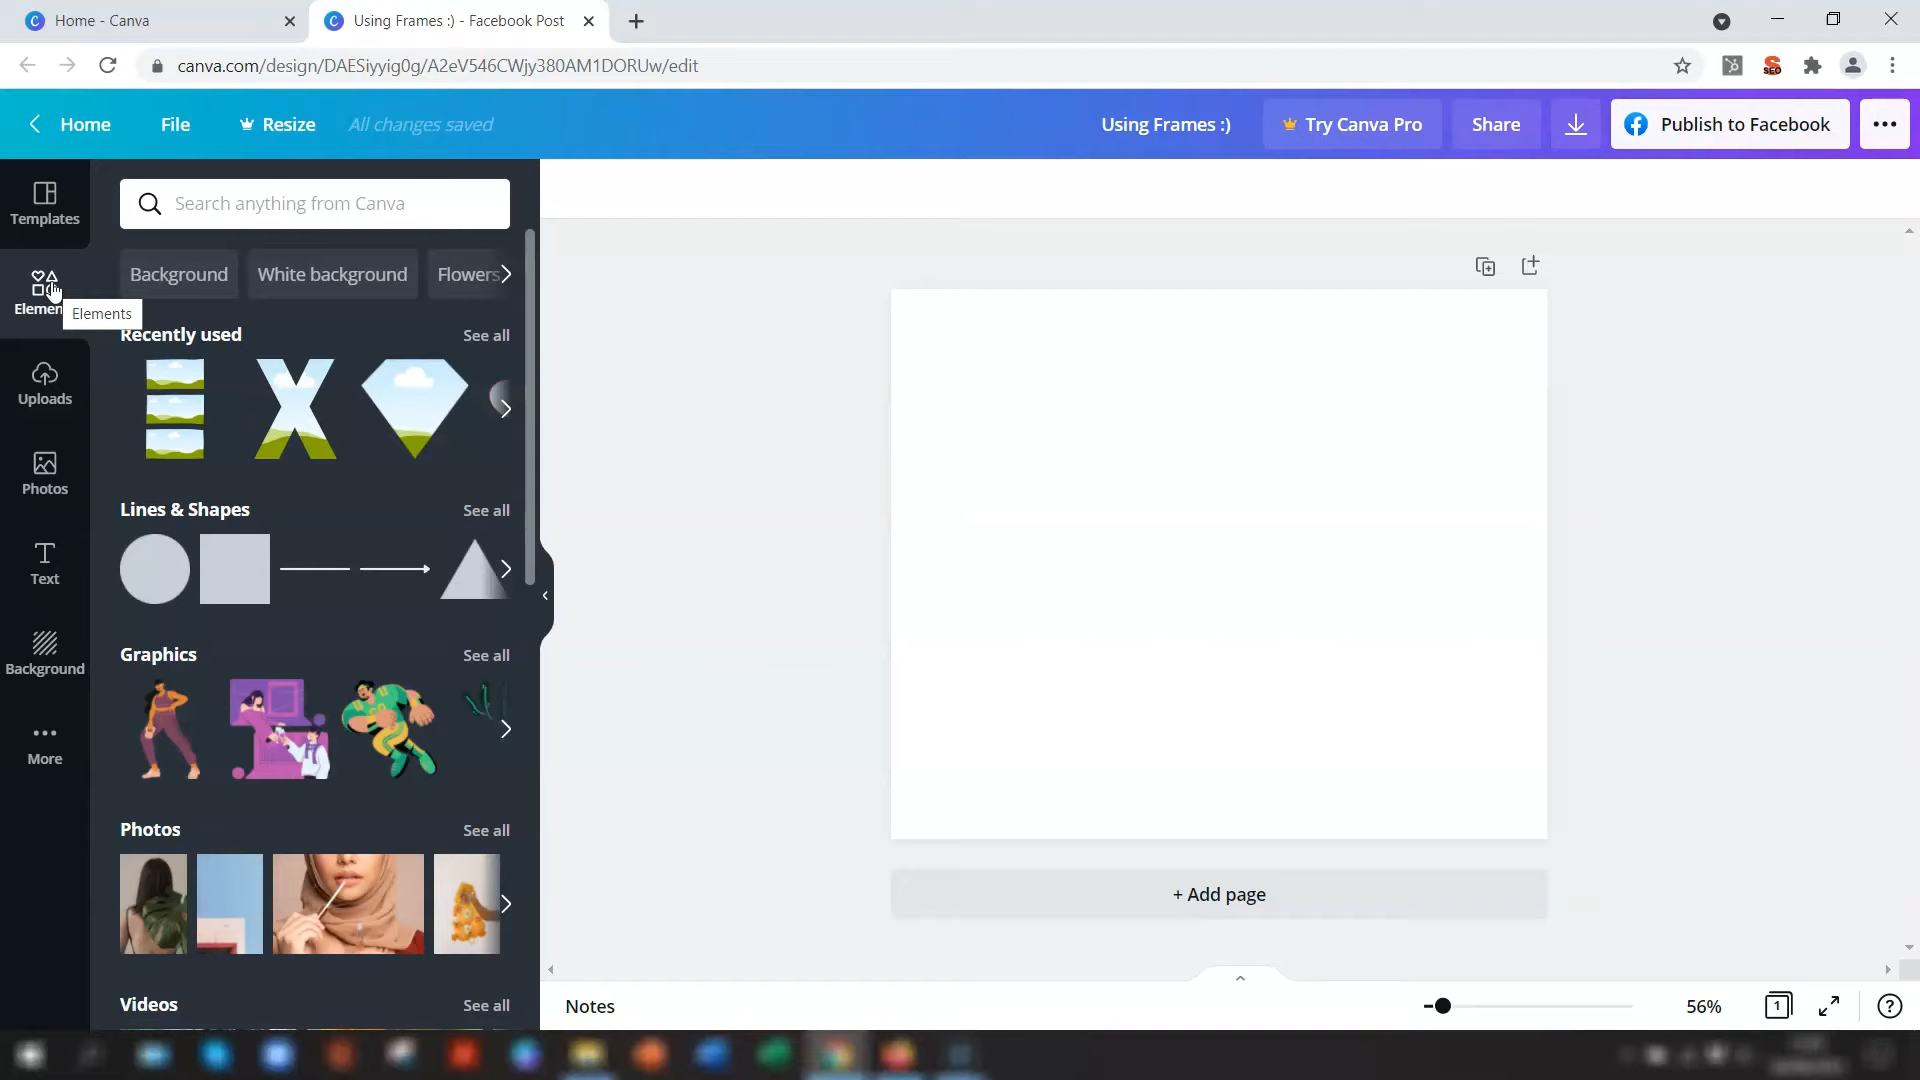 Home - Canva
Using Frames :) - Facebook Post
canva.com/design/DAESiyyig0g/A2eV546CWjy380AM1DORUw/edit
SEO
Home
File
Resize
All changes saved
Using Frames :)
Try Canva Pro
Share
Publish to Facebook
Templates
Elemen
Elements
Uploads
Photos
Text
Background
More
Search anything from Canva
Background
White background
Flowers
Recently used
See all
Lines & Shapes
See all
Graphics
See all
Photos
See all
Videos
See all
+ Add page
Notes
56%
1